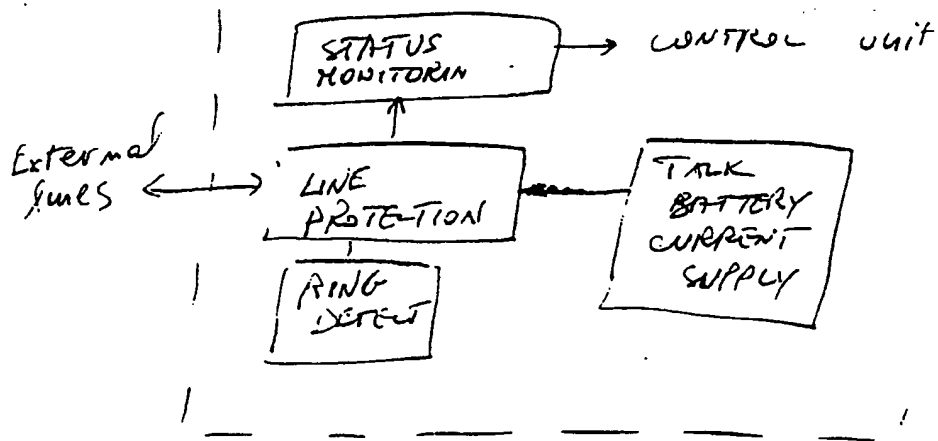 STATUS
MONITORIN
CONTROL unit
External
lines
LINE
PROTECTION
TALK
BATTERY
CURRENT
SUPPLY
RING
DETECT